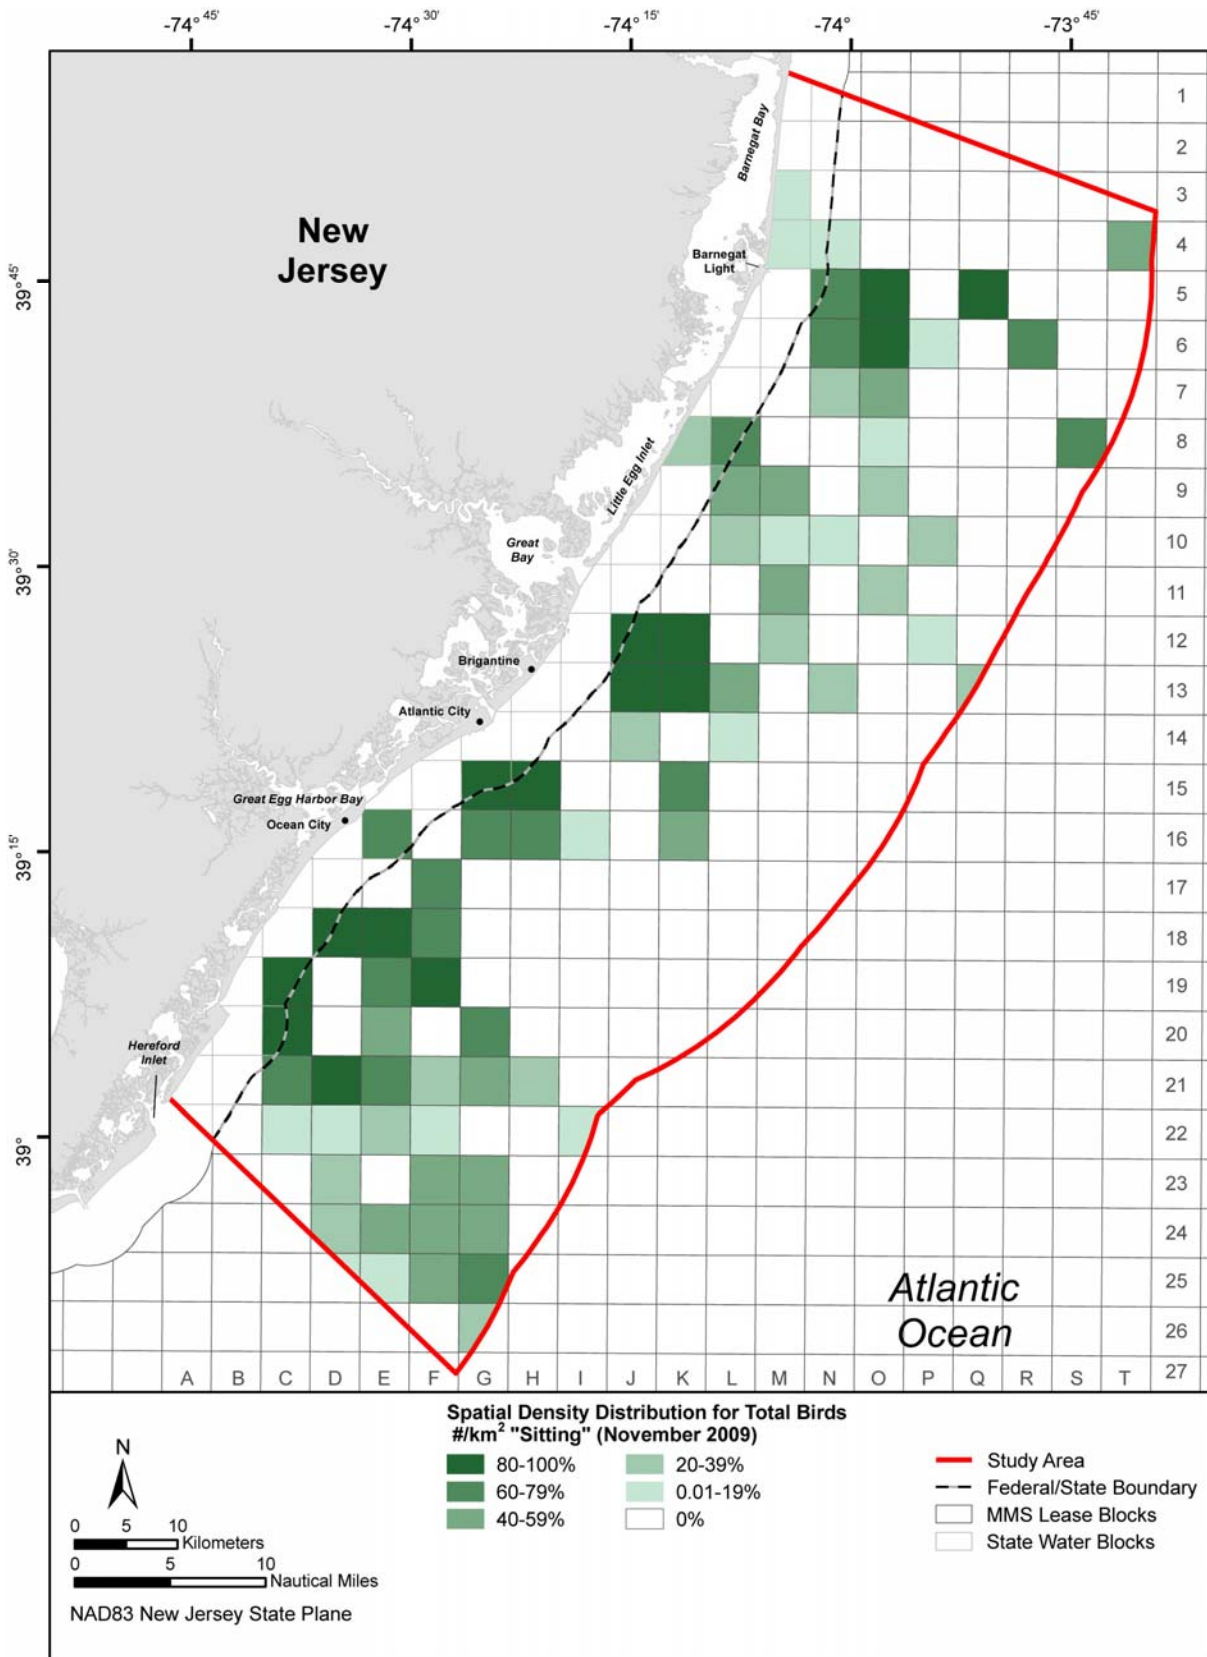 -74° 45'
-74° 30'
-74° 15'
-74°
-73° 45'
39° 45'
39° 30'
39° 15'
39°
New
Jersey
Barnegat Bay
Barnegat
Light
Little Egg Inlet
Great
Bay
Brigantine
Atlantic City
Great Egg Harbor Bay
Ocean City
Hereford
Inlet
Atlantic
Ocean
1
2
3
4
5
6
7
8
9
10
11
12
13
14
15
16
17
18
19
20
21
22
23
24
25
26
27
A B C D E F G H I J K L M N O P Q R S T
N
0 5 10
Kilometers
0 5 10
Nautical Miles
NAD83 New Jersey State Plane
Spatial Density Distribution for Total Birds
#/km² "Sitting" (November 2009)
80-100%
60-79%
40-59%
20-39%
0.01-19%
0%
Study Area
Federal/State Boundary
MMS Lease Blocks
State Water Blocks